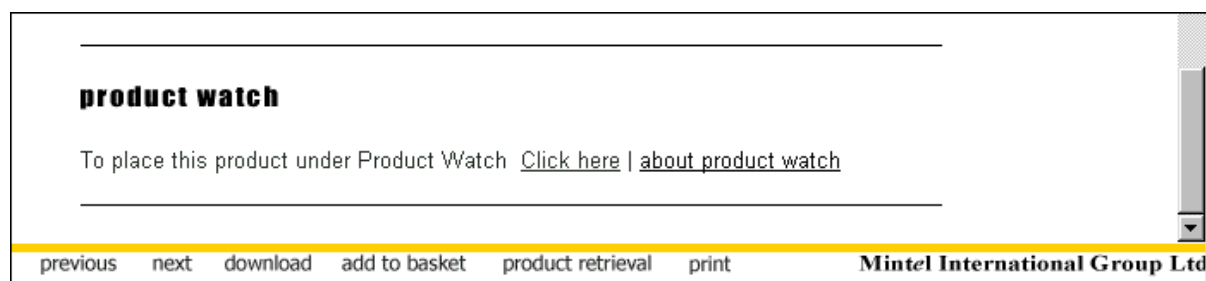 product watch
To place this product under Product Watch Click here | about product watch
previous next download add to basket product retrieval print Mintel International Group Ltd